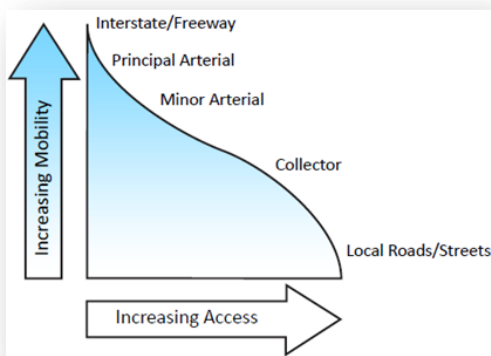 Interstate/Freeway
Principal Arterial
Minor Arterial
Collector
Local Roads/Streets
Increasing Mobility
Increasing Access